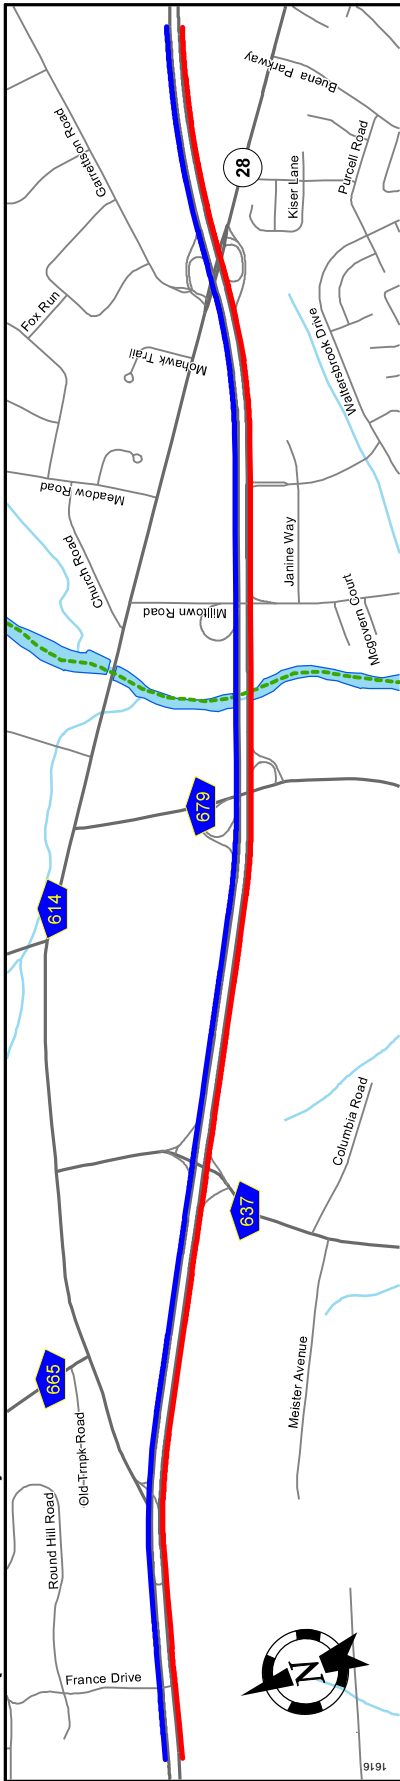 Garretson Road
Buena Parkway
28
Kiser Lane
Purcell Road
Fox Run
Mohawk Trail
Waltersbrook Drive
Meadow Road
Church Road
Milltown Road
Janine Way
Mcgovern Court
679
614
637
Columbia Road
665
Old-Trnpk-Road
Meister Avenue
Round Hill Road
France Drive
N
1616